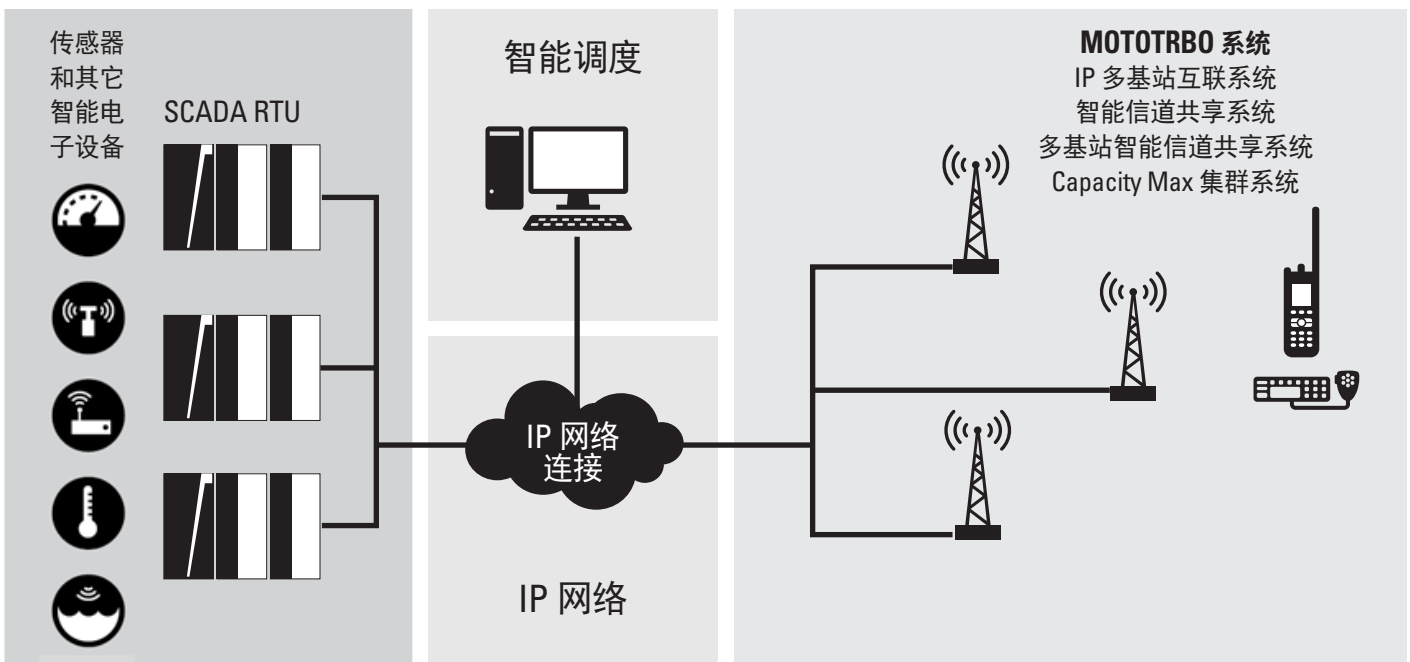 传感器
和其它
智能电
子设备
SCADA RTU
智能调度
IP 网络
连接
IP 网络
MOTOTRBO 系统
IP 多基站互联系统
智能信道共享系统
多基站智能信道共享系统
Capacity Max 集群系统